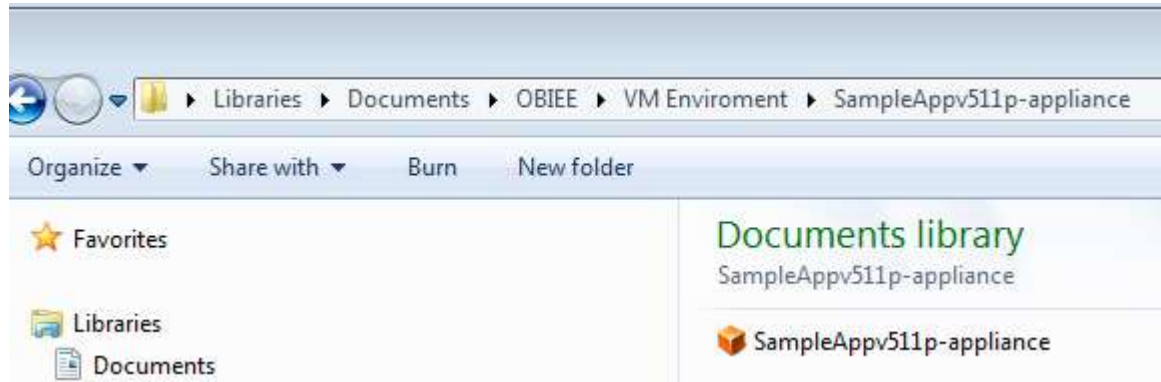 Libraries Documents OBIEE VM Enviroment SampleAppv511p-appliance
Organize Share with Burn New folder
Favorites
Libraries
Documents
Documents library
SampleAppv511p-appliance
SampleAppv511p-appliance